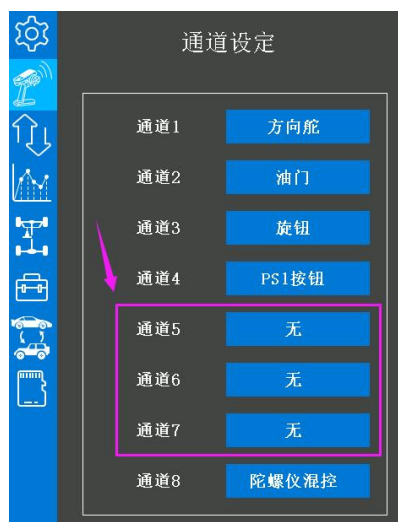 通道设定
通道1 方向舵
通道2 油门
通道3 旋钮
通道4 PS1按钮
通道5 无
通道6 无
通道7 无
通道8 陀螺仪混控